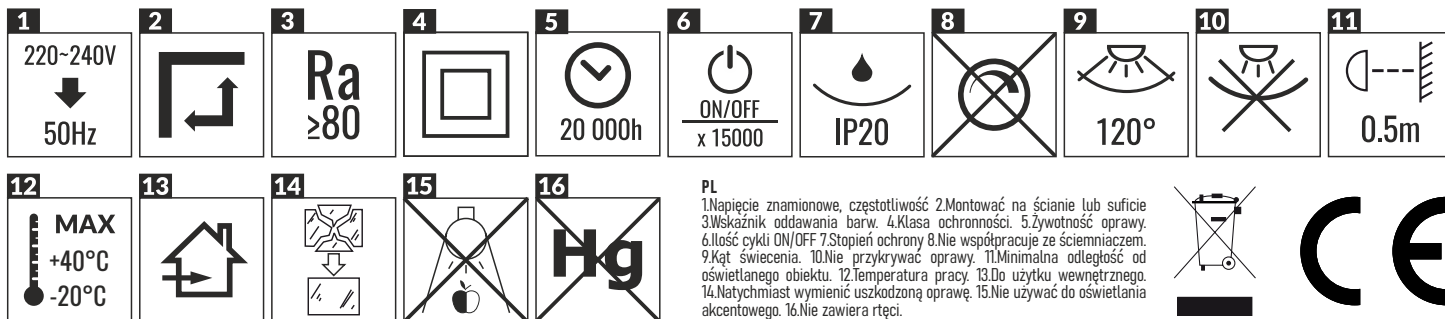 1
220~240V
50Hz
2
3
Ra
≥80
4
5
20 000h
6
ON/OFF
x 15000
7
IP20
8
9
120°
10
11
0.5m
12
MAX
+40°C
-20°C
13
14
15
16
Hg
PL
1.Napięcie znamionowe, częstotliwość 2.Montować na ścianie lub suficie
3.Wskaźnik oddawania barw. 4.Klasa ochronności. 5.Żywotność oprawy.
6.Ilość cykli ON/OFF 7.Stopień ochrony 8.Nie współpracuje ze ściemniaczem.
9.Kąt świecenia. 10.Nie przykrywać oprawy. 11.Minimalna odległość od
oświetlanego obiektu. 12.Temperatura pracy. 13.Do użytku wewnętrznego.
14.Natychmiast wymienić uszkodzoną oprawę. 15.Nie używać do oświetlania
akcentowego. 16.Nie zawiera rtęci.
CE